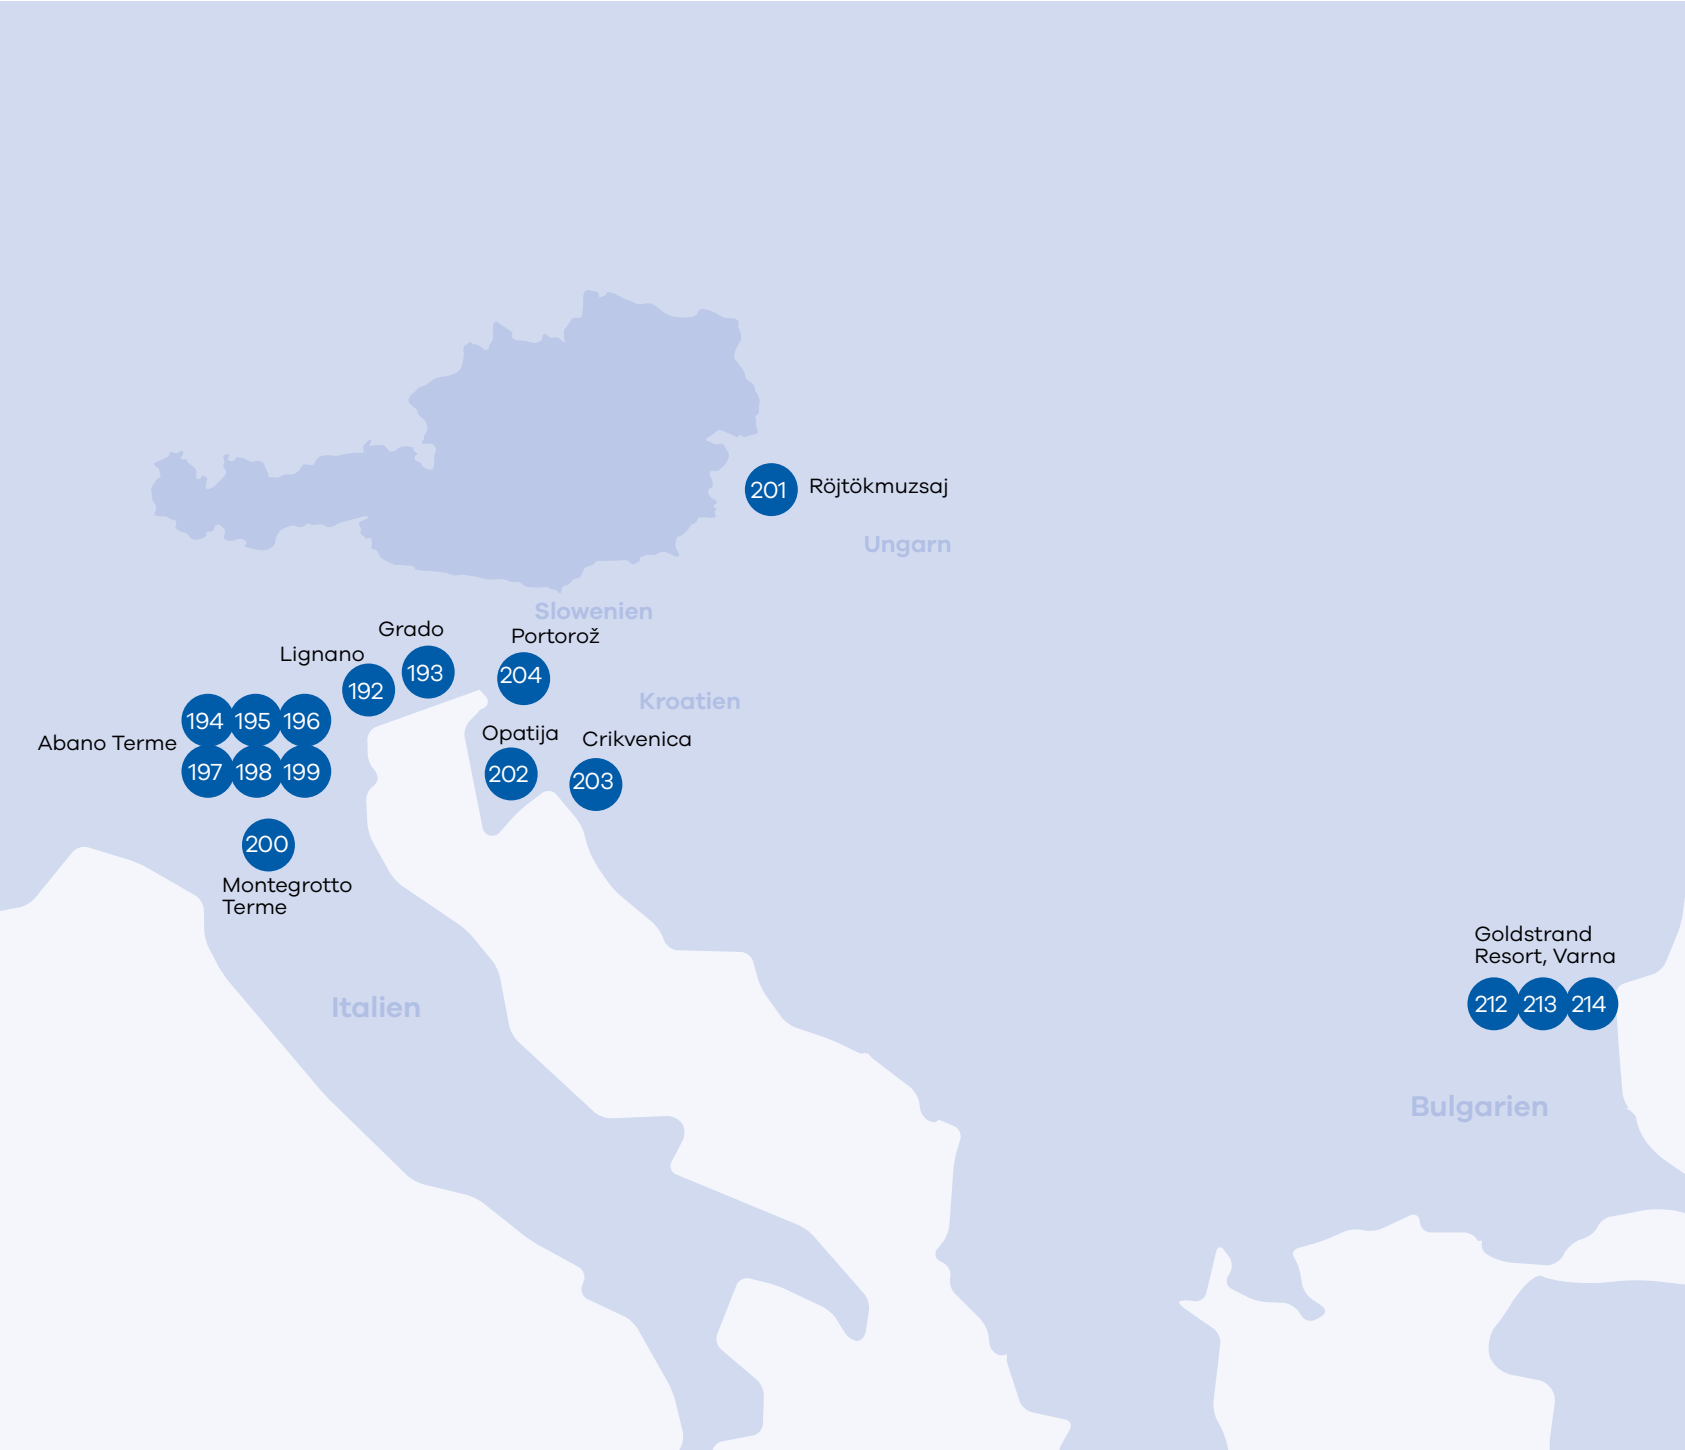 201
Röjtökmuzsaj
Ungarn
Slowenien
Grado
Portorož
Lignano
193
204
192
Kroatien
194 195 196
Opatija
Crikvenica
Abano Terme
197 198 199
202
203
200
Montegrotto
Terme
Goldstrand
Resort, Varna
212 213 214
Italien
Bulgarien